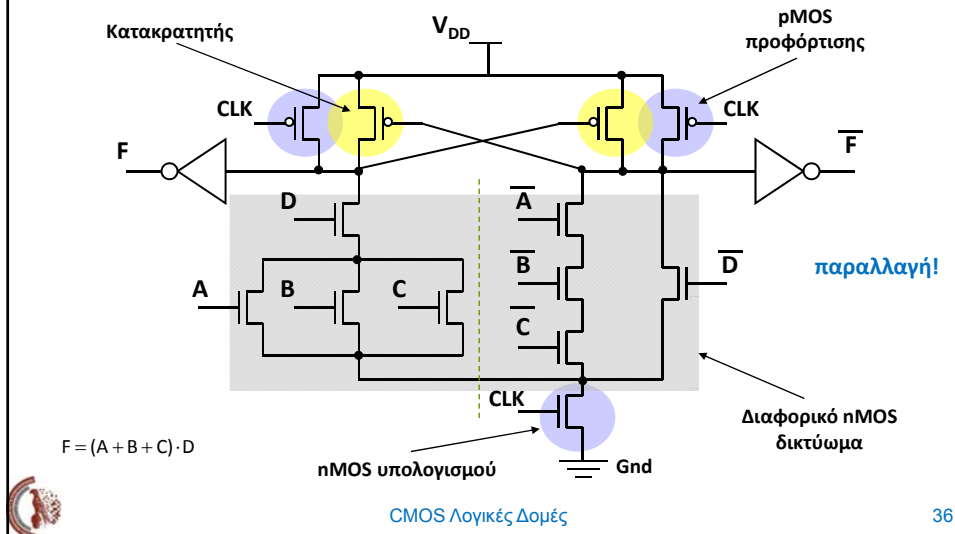 Κατακρατητής
V_DD
pMOS
προφόρτισης
CLK
CLK
F
F̅
D
A̅
B̅
D̅
παραλλαγή!
A
B
C
C̅
CLK
Διαφορικό nMOS
δικτύωμα
F = (A + B + C) · D
nMOS υπολογισμού
Gnd
CMOS Λογικές Δομές
36